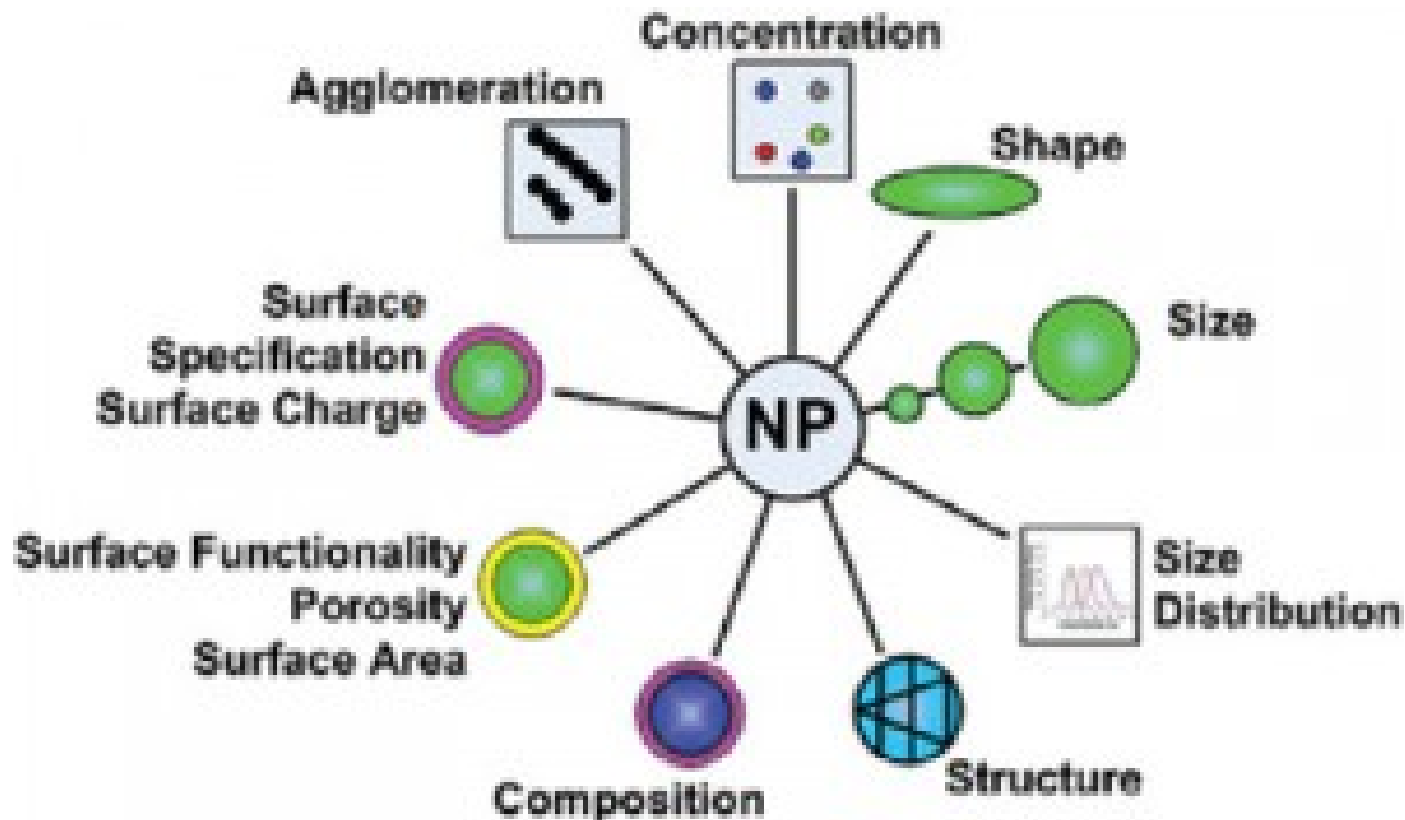 Concentration
Agglomeration
Shape
Surface
Specification
Surface Charge
Size
NP
Surface Functionality
Porosity
Surface Area
Size
Distribution
Composition
Structure